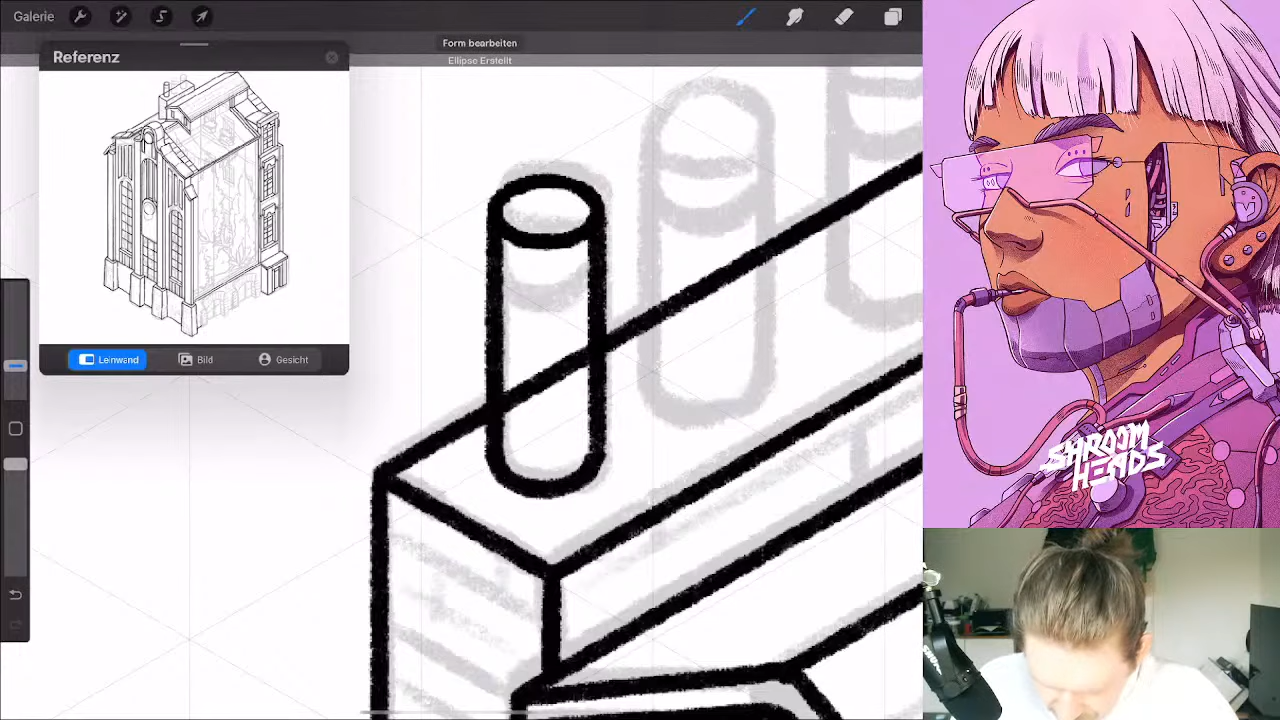 Galerie
Form bearbeiten
Ellipse Erstellt
Referenz
Leinwand
Bild
Gesicht
SHROOM
HEADS